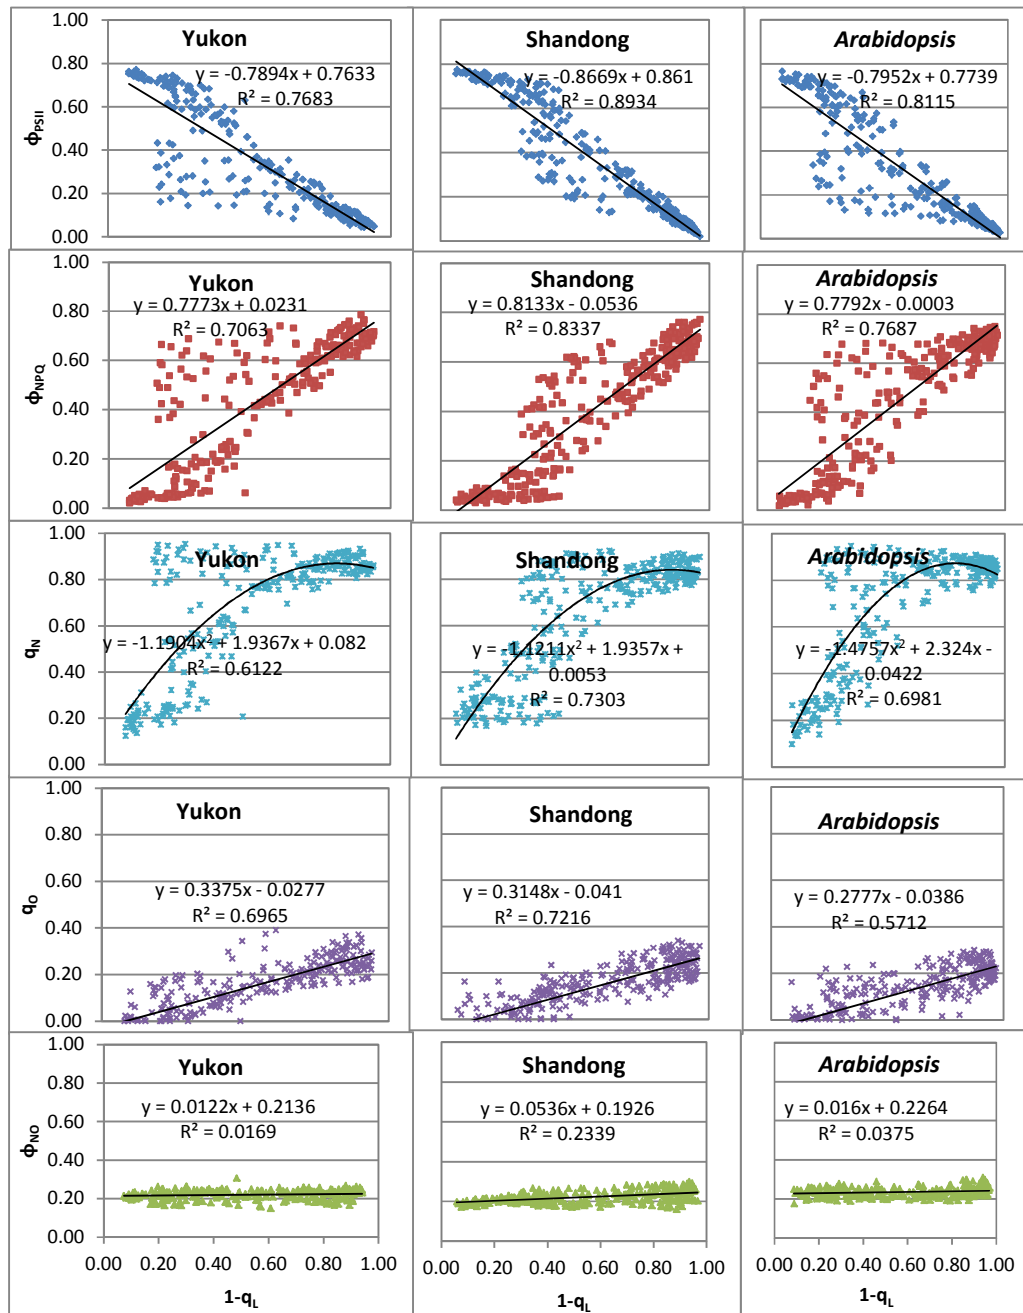 Yukon
Shandong
Arabidopsis
0.80
y = -0.7894x + 0.7633
R² = 0.7683
y = -0.8669x + 0.861
R² = 0.8934
y = -0.7952x + 0.7739
R² = 0.8115
0.60
0.40
0.20
0.00
ϕPSII
1.00
Yukon
Shandong
Arabidopsis
y = 0.7773x + 0.0231
R² = 0.7063
y = 0.8133x - 0.0536
R² = 0.8337
y = 0.7792x - 0.0003
R² = 0.7687
0.80
0.60
0.40
0.20
0.00
ϕNPQ
1.00
Yukon
Shandong
Arabidopsis
0.80
0.60
y = -1.1904x² + 1.9367x + 0.082
R² = 0.6122
y = -1.1211x² + 1.9357x +
0.0053
R² = 0.7303
y = -1.4757x² + 2.324x -
0.0422
R² = 0.6981
0.40
0.20
0.00
qN
1.00
Yukon
Shandong
Arabidopsis
0.80
0.60
y = 0.3375x - 0.0277
R² = 0.6965
y = 0.3148x - 0.041
R² = 0.7216
y = 0.2777x - 0.0386
R² = 0.5712
0.40
0.20
0.00
qO
1.00
Yukon
Shandong
Arabidopsis
0.80
y = 0.0122x + 0.2136
R² = 0.0169
y = 0.0536x + 0.1926
R² = 0.2339
y = 0.016x + 0.2264
R² = 0.0375
0.60
0.40
0.20
0.00
ϕNO
0.00 0.20 0.40 0.60 0.80 1.00
0.00 0.20 0.40 0.60 0.80 1.00
0.00 0.20 0.40 0.60 0.80 1.00
1-qL
1-qL
1-qL